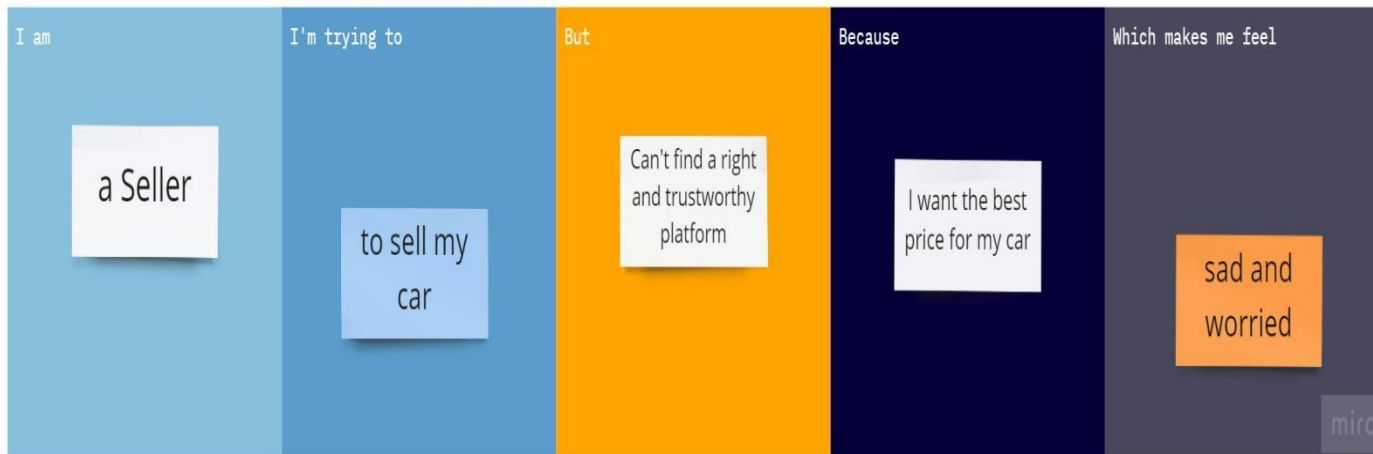 I am
a Seller
I'm trying to
to sell my
car
But
Can't find a right
and trustworthy
platform
Because
I want the best
price for my car
Which makes me feel
sad and
worried
miro